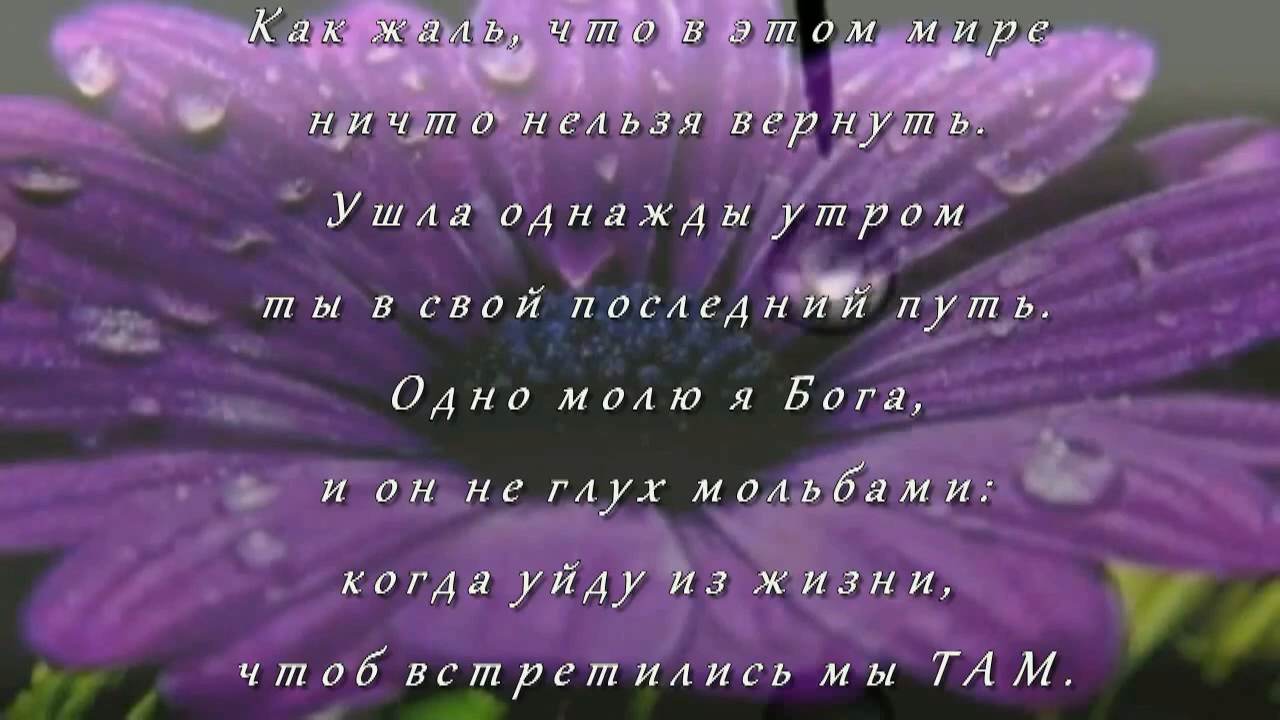 Как жаль, что в этом мире
ничто нельзя вернуть.
Ушла однажды утром
ты в свой последний путь.
Одно молю я Бога,
и он не глух мольбами:
когда уйду из жизни,
чтоб встретились мы ТАМ.